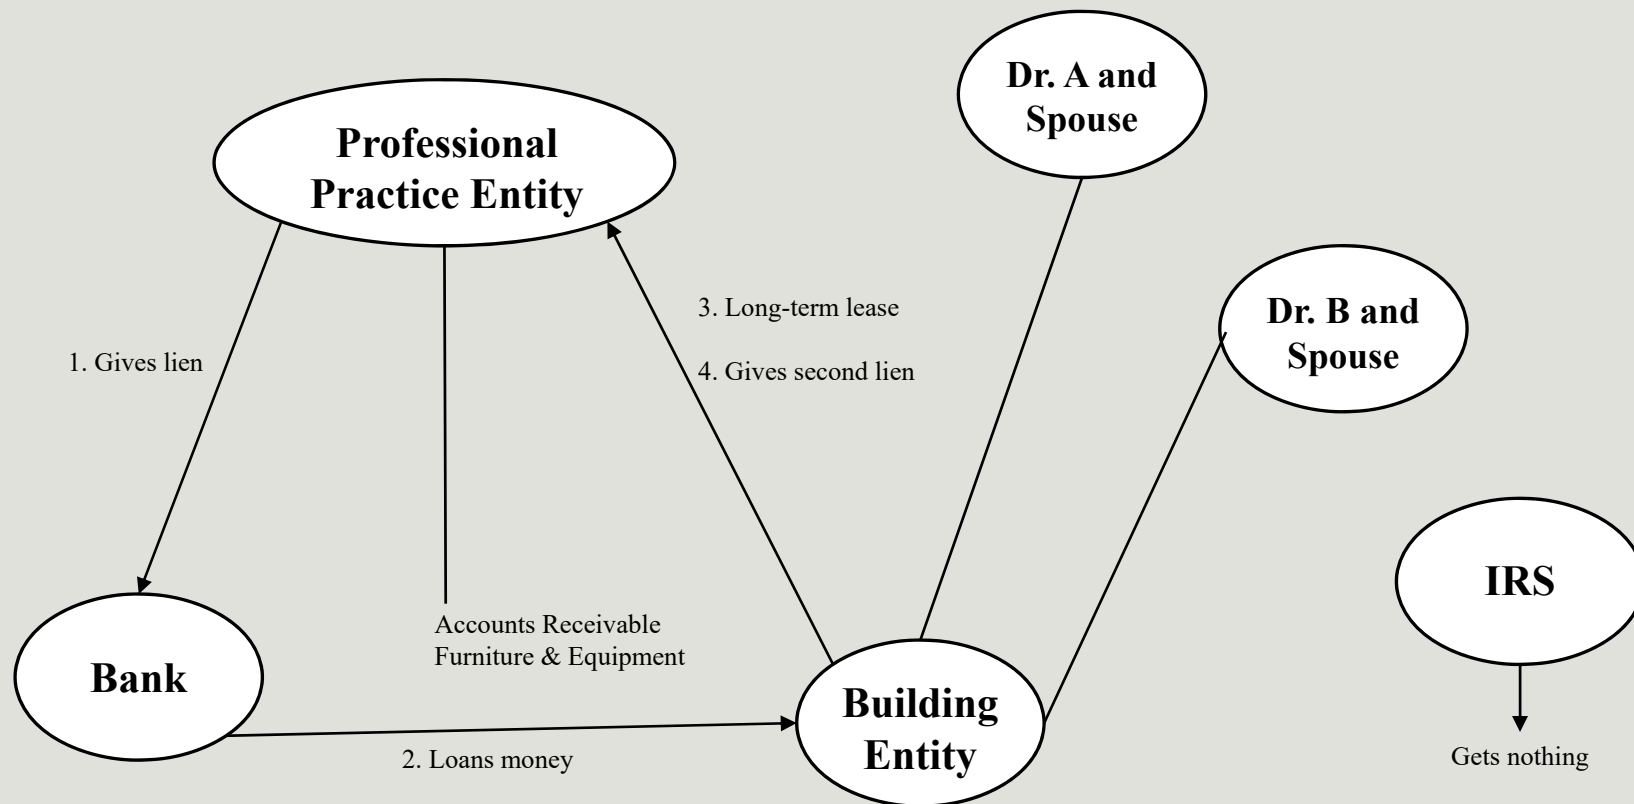 Dr. A and
Spouse
Professional
Practice Entity
Dr. B and
Spouse
3. Long-term lease
1. Gives lien
4. Gives second lien
IRS
Accounts Receivable
Furniture & Equipment
Bank
Building
Entity
2. Loans money
Gets nothing